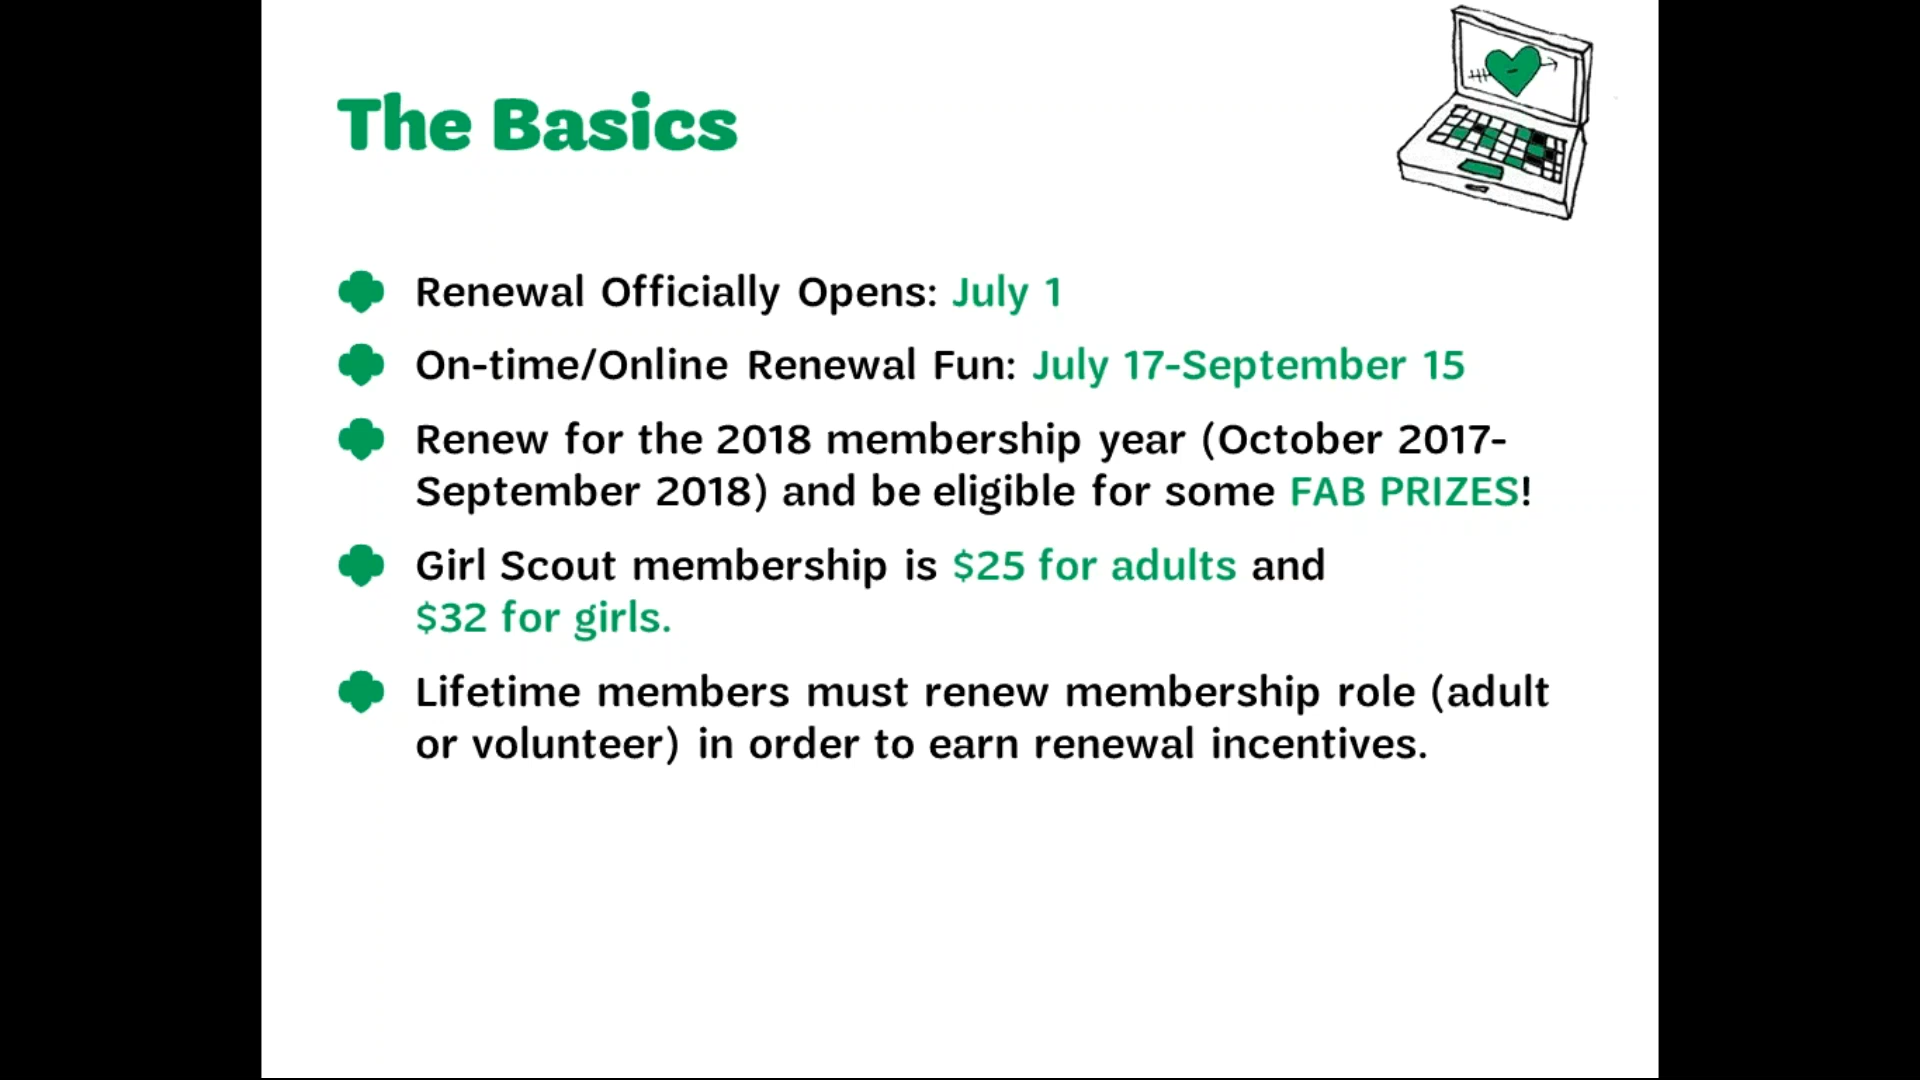 The Basics
Renewal Officially Opens: July 1
On-time/Online Renewal Fun: July 17-September 15
Renew for the 2018 membership year (October 2017-
September 2018) and be eligible for some FAB PRIZES!
Girl Scout membership is $25 for adults and
$32 for girls.
Lifetime members must renew membership role (adult
or volunteer) in order to earn renewal incentives.